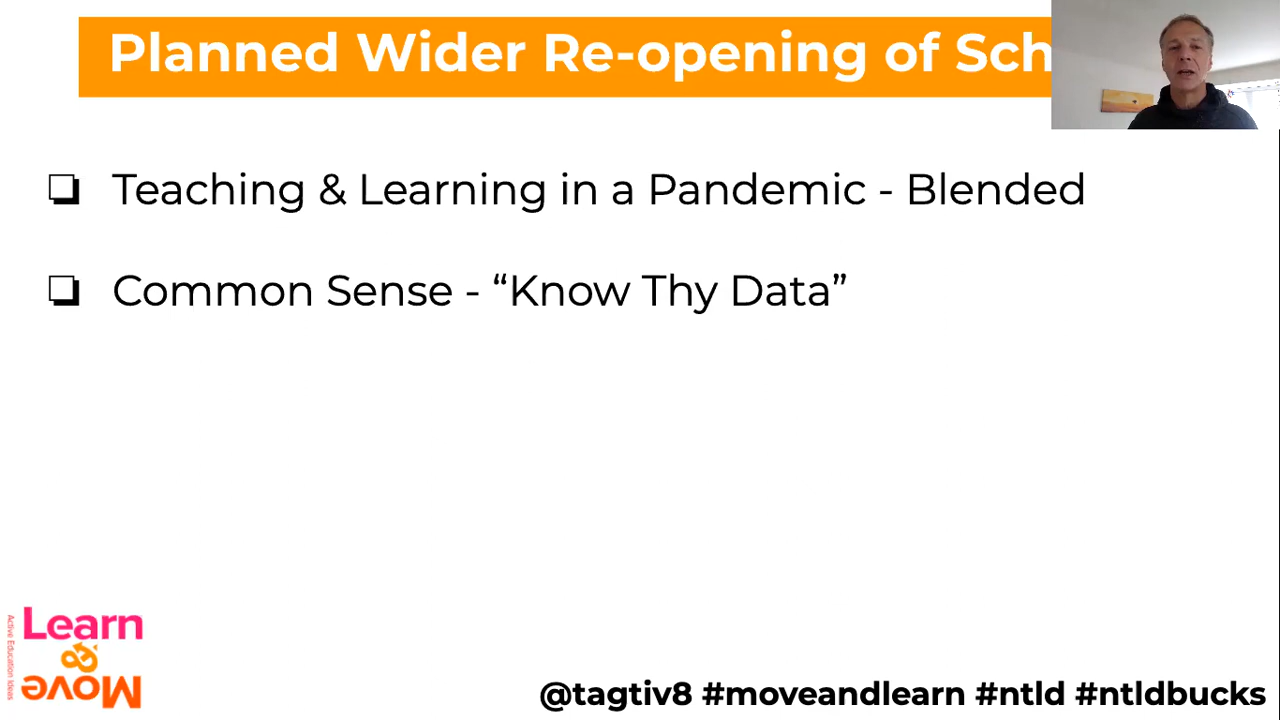 Planned Wider Re-opening of Sch
Teaching & Learning in a Pandemic - Blended
Common Sense - “Know Thy Data”
Learn
&
Move
Active Education Ideas
@tagtiv8 #moveandlearn #ntld #ntldbucks